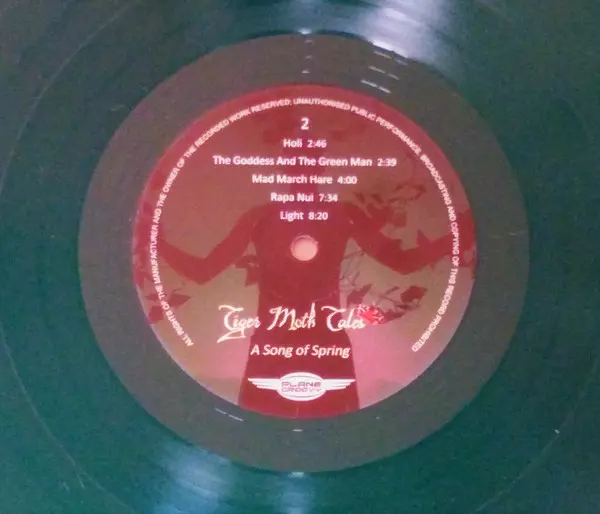 ALL RIGHTS OF THE MANUFACTURER AND THE OWNER OF THE RECORDED WORK RESERVED; UNAUTHORISED PUBLIC PERFORMANCE, BROADCASTING AND COPYING OF THIS RECORD PROHIBITED
2
Holi 2:46
The Goddess And The Green Man 2:39
Mad March Hare 4:00
Rapa Nui 7:34
Light 8:20
Tiger Moth Tales
A Song of Spring
PLANE
GROOVY